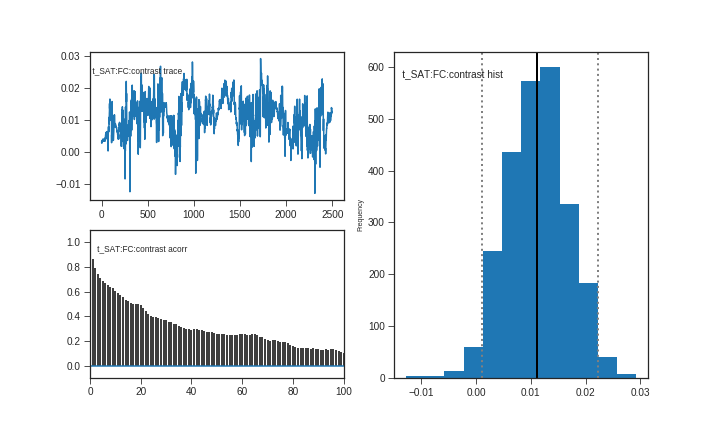 0.03
t_SAT:FC:contrast trace
0.02
0.01
0.00
−0.01
0 500 1000 1500 2000 2500
1.0
t_SAT:FC:contrast acorr
0.8
0.6
0.4
0.2
0.0
0 20 40 60 80 100
600
t_SAT:FC:contrast hist
500
400
Frequency
300
200
100
0
−0.01 0.00 0.01 0.02 0.03